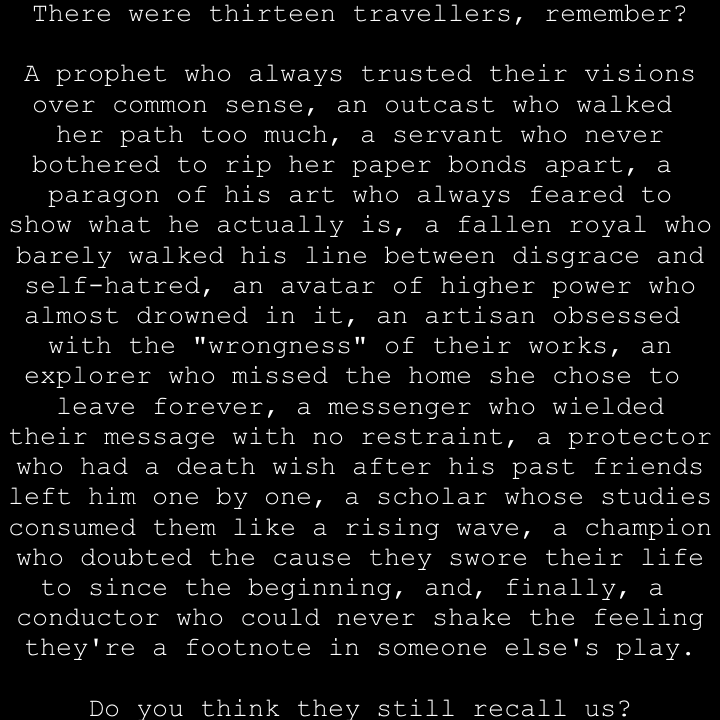 There were thirteen travellers, remember?
A prophet who always trusted their visions
over common sense, an outcast who walked
her path too much, a servant who never
bothered to rip her paper bonds apart, a
paragon of his art who always feared to
show what he actually is, a fallen royal who
barely walked his line between disgrace and
self-hatred, an avatar of higher power who
almost drowned in it, an artisan obsessed
with the "wrongness" of their works, an
explorer who missed the home she chose to
leave forever, a messenger who wielded
their message with no restraint, a protector
who had a death wish after his past friends
left him one by one, a scholar whose studies
consumed them like a rising wave, a champion
who doubted the cause they swore their life
to since the beginning, and, finally, a
conductor who could never shake the feeling
they're a footnote in someone else's play.
Do you think they still recall us?